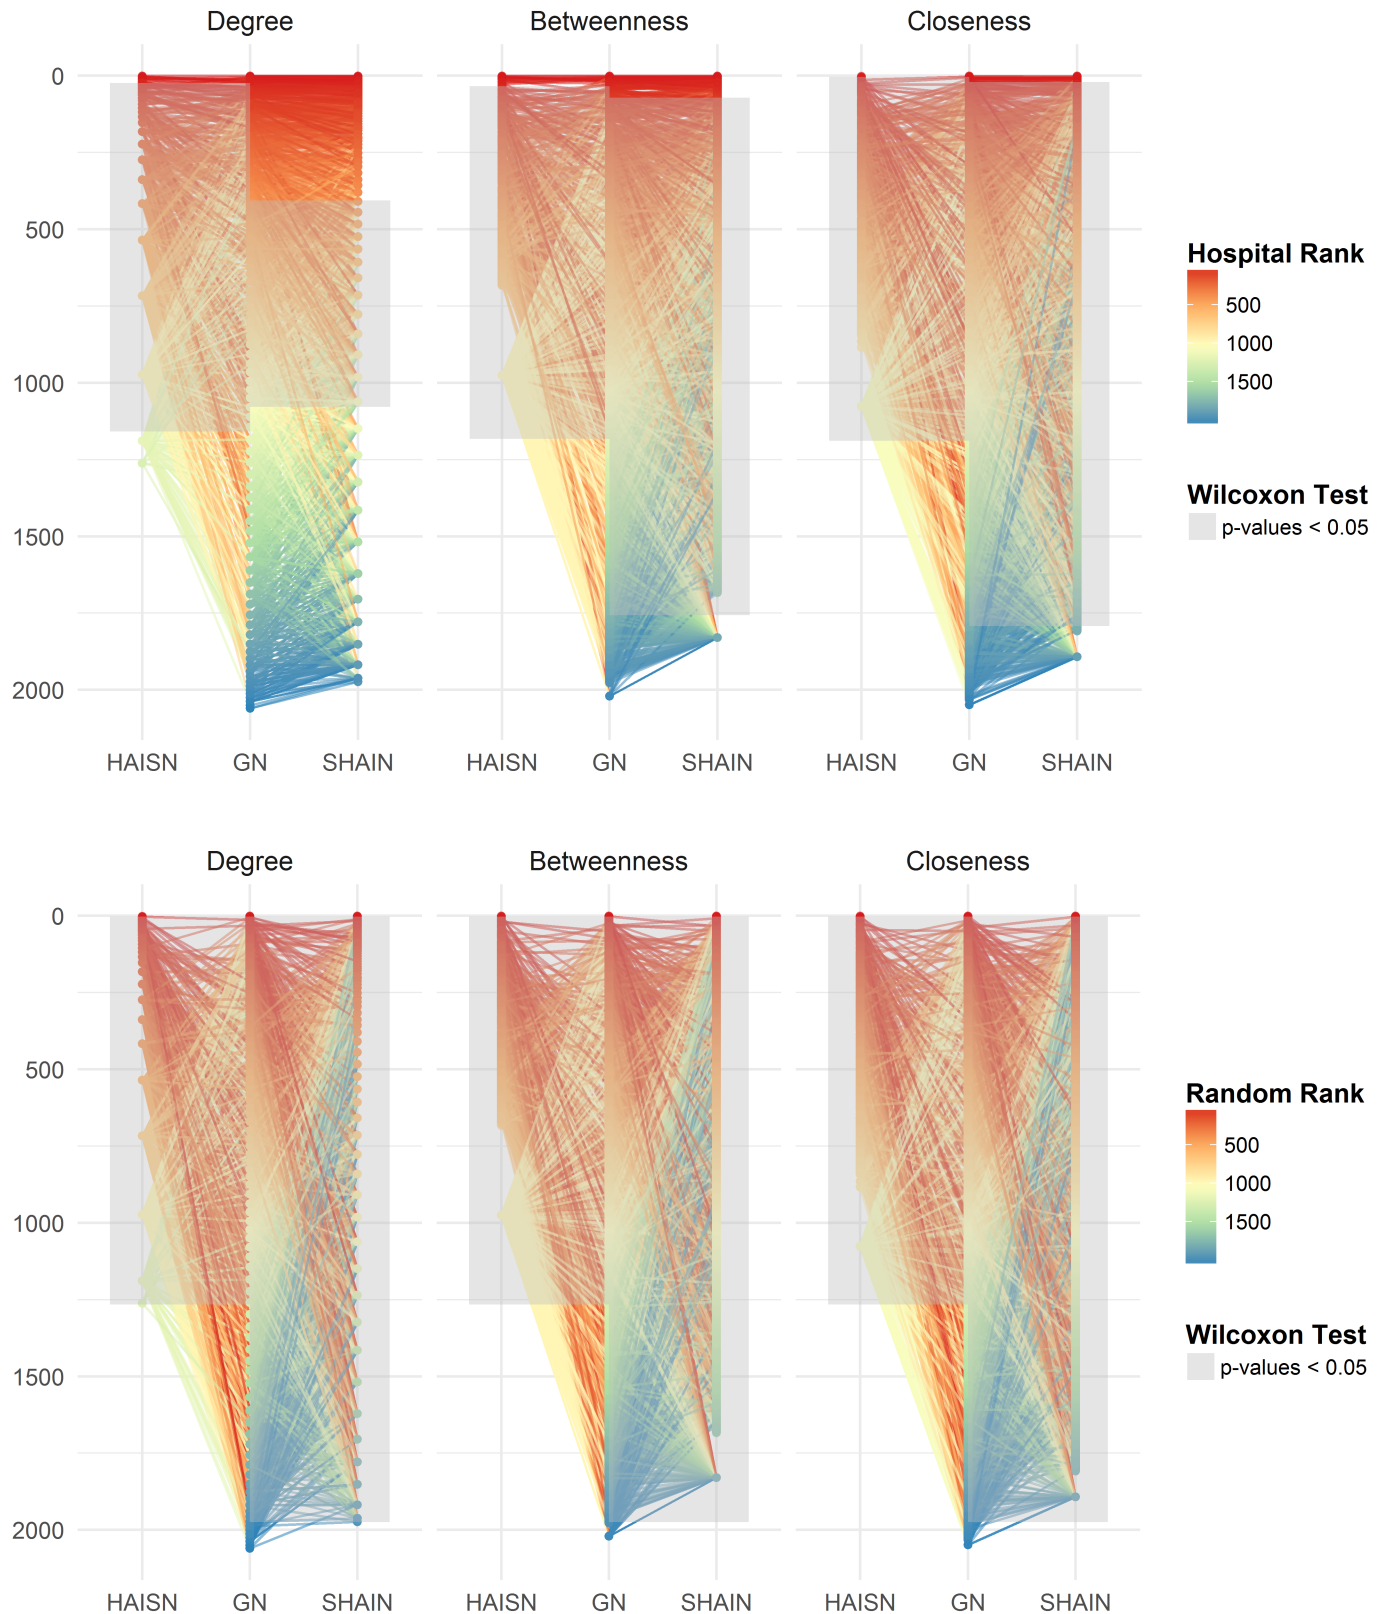 Degree
Betweenness
Closeness
0
500
1000
1500
2000
HAISN GN SHAIN
HAISN GN SHAIN
HAISN GN SHAIN
Hospital Rank
500
1000
1500
Wilcoxon Test
p-values < 0.05
Degree
Betweenness
Closeness
0
500
1000
1500
2000
HAISN GN SHAIN
HAISN GN SHAIN
HAISN GN SHAIN
Random Rank
500
1000
1500
Wilcoxon Test
p-values < 0.05